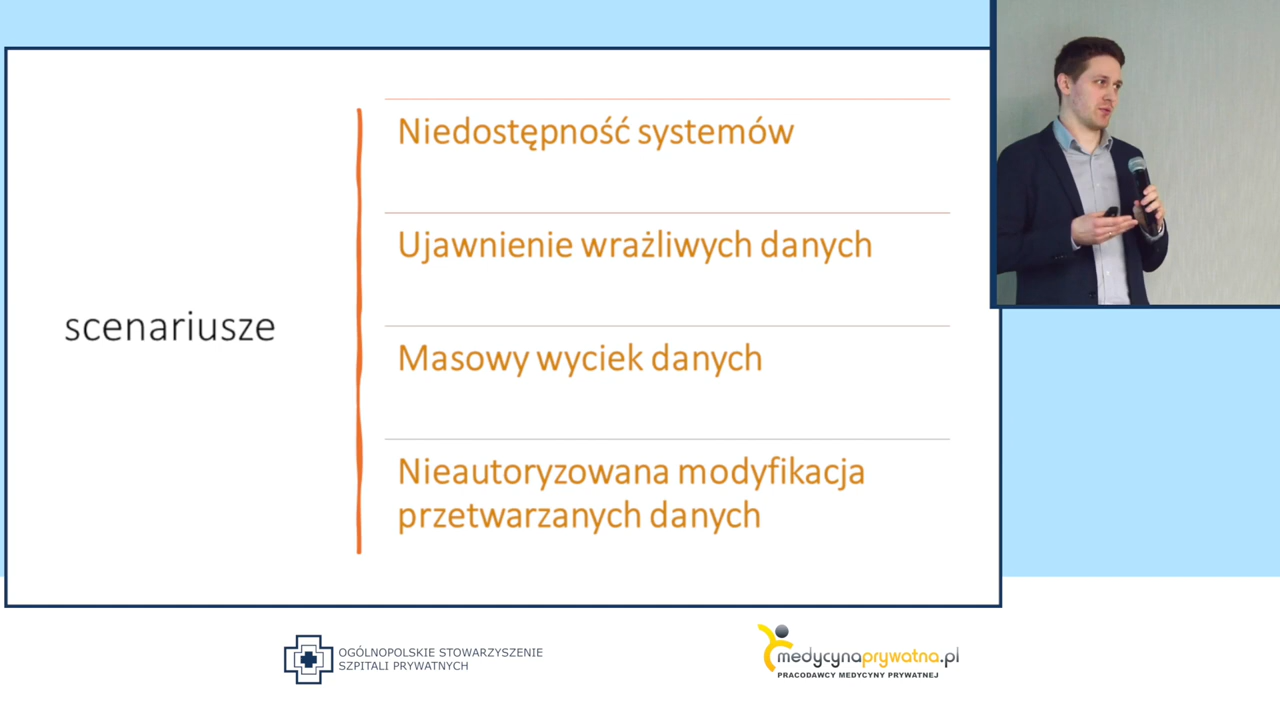 scenariusze
Niedostępność systemów
Ujawnienie wrażliwych danych
Masowy wyciek danych
Nieautoryzowana modyfikacja
przetwarzanych danych
OGÓLNOPOLSKIE STOWARZYSZENIE
SZPITALI PRYWATNYCH
medycynaprywatna.pl
PRACODAWCY MEDYCYNY PRYWATNEJ